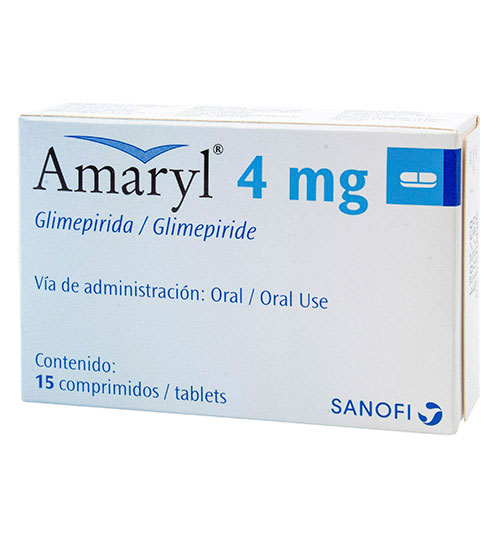 Amaryl® 4 mg
Glimepirida / Glimepiride
Vía de administración: Oral / Oral Use
Contenido:
15 comprimidos / tablets
SANOFI